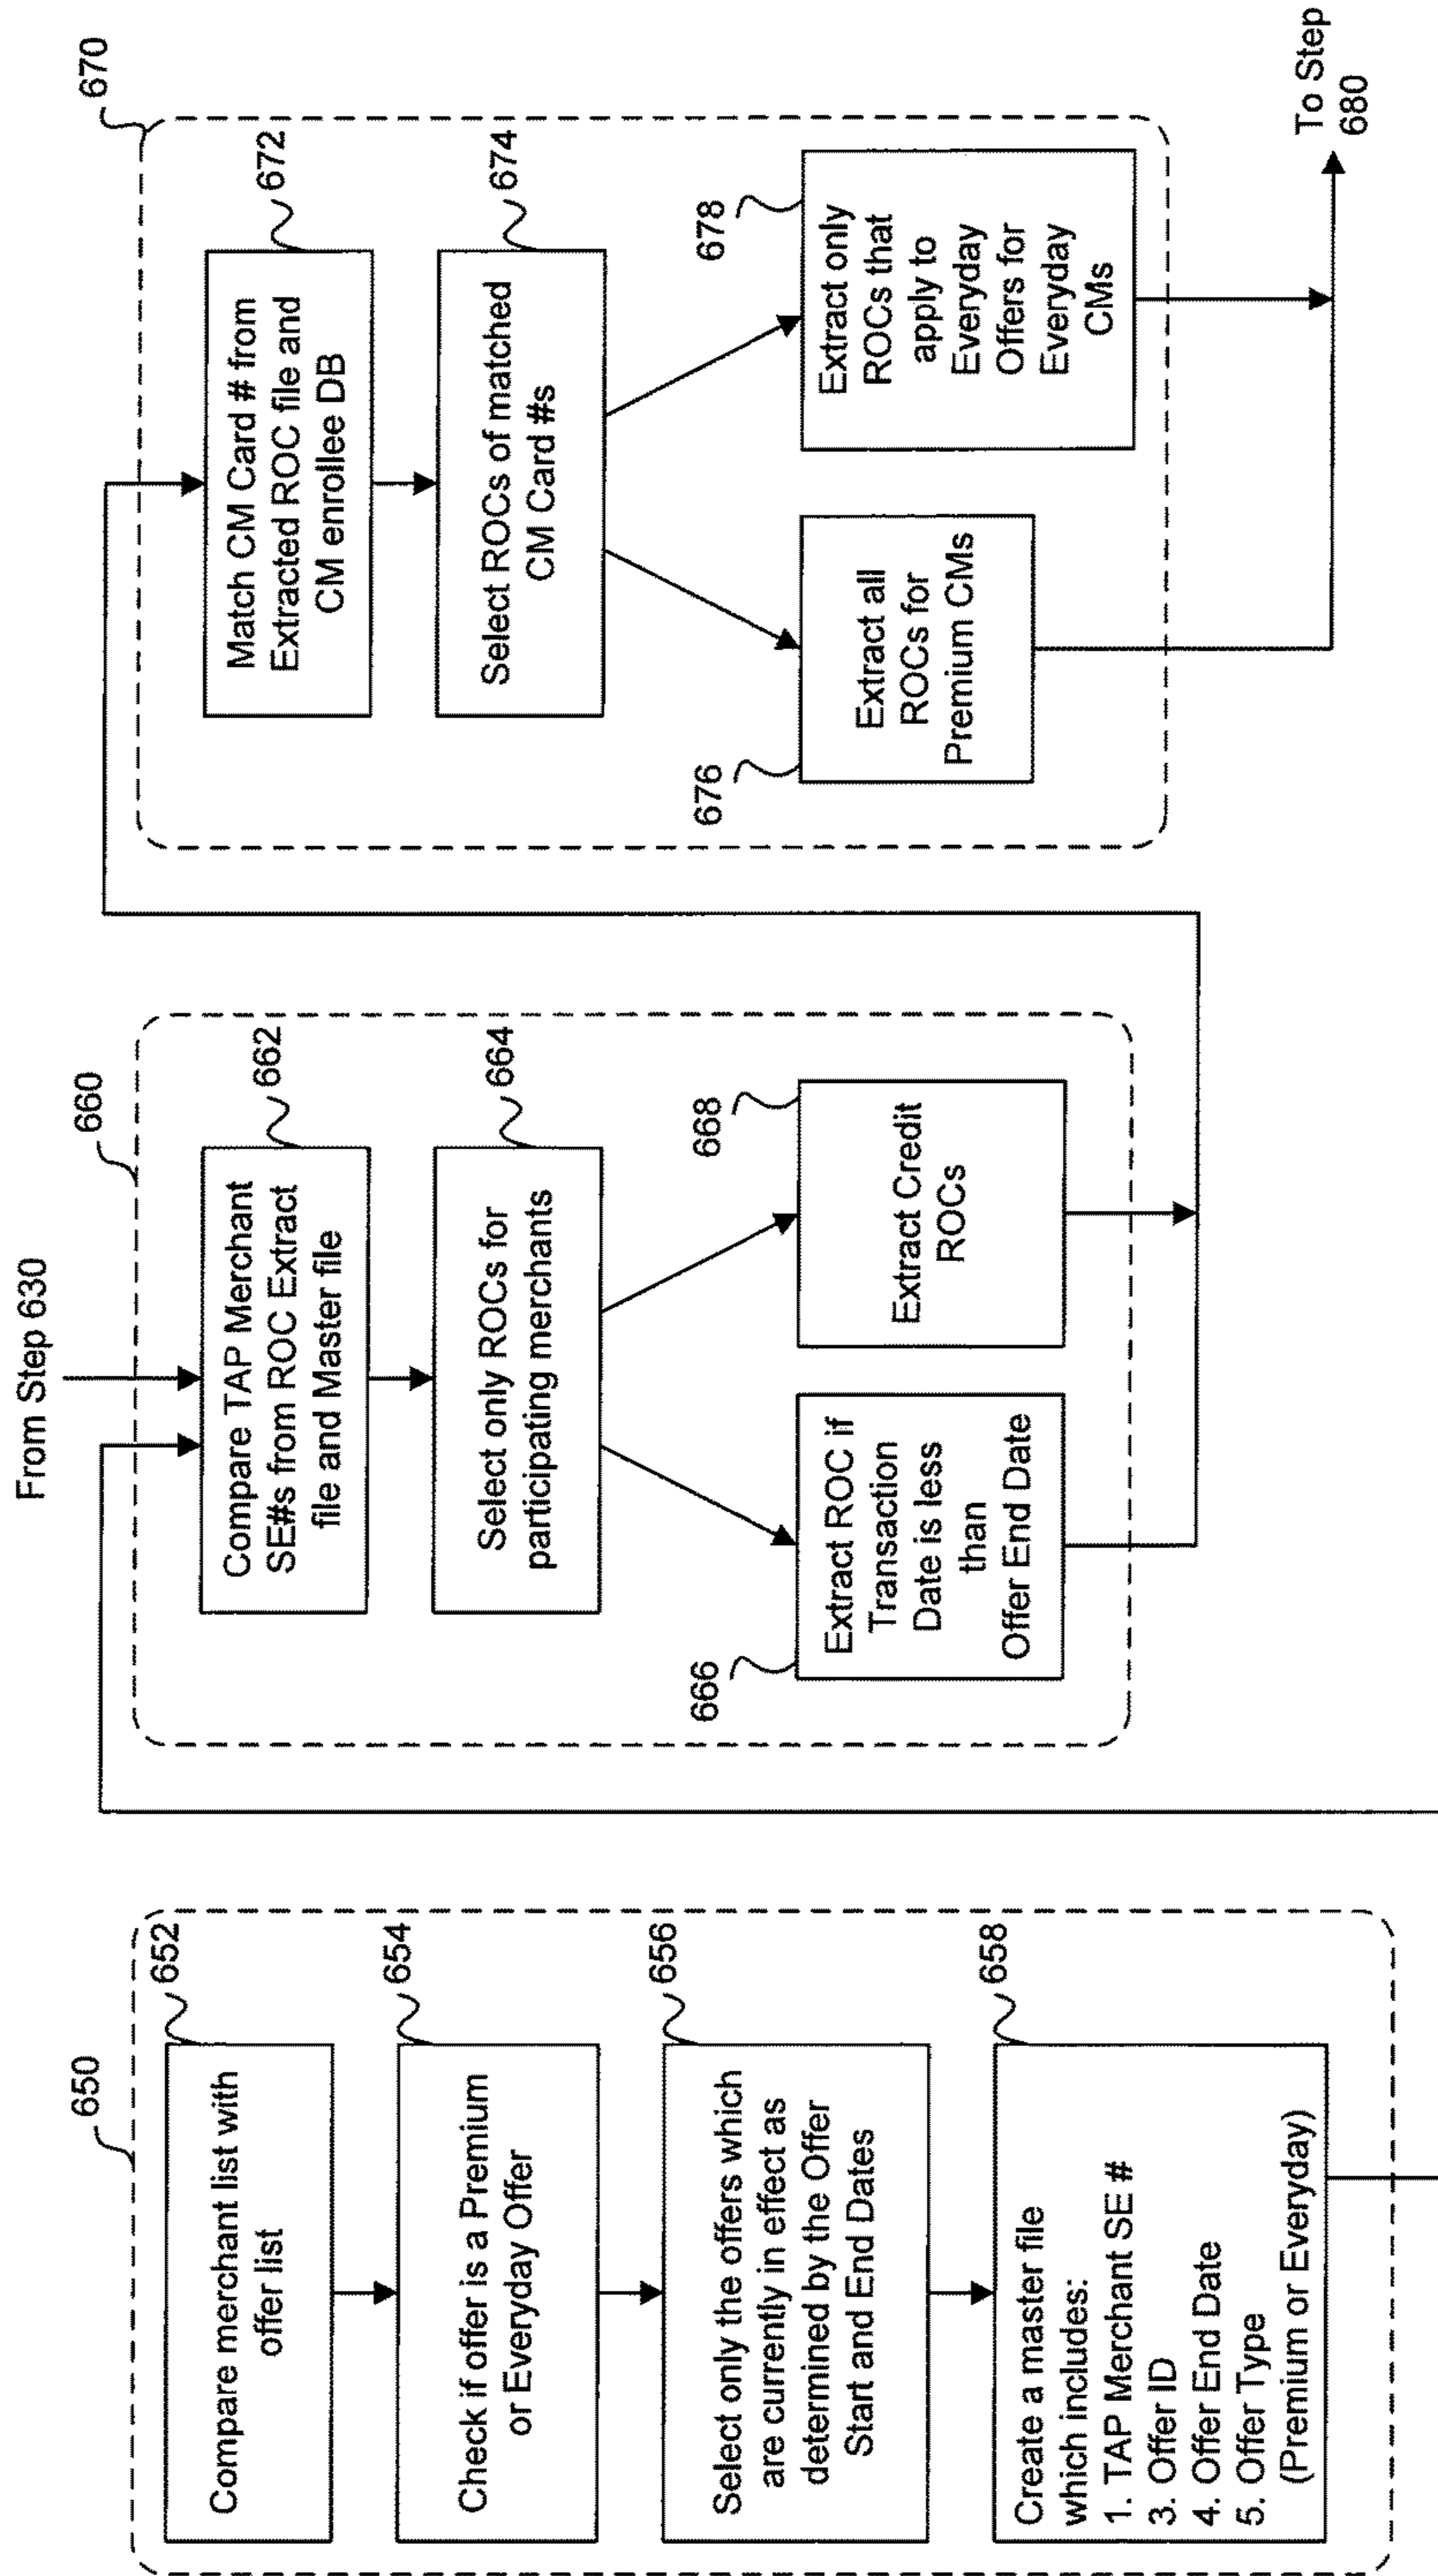 650
652
Compare merchant list with
offer list
654
Check if offer is a Premium
or Everyday Offer
656
Select only the offers which
are currently in effect as
determined by the Offer
Start and End Dates
658
Create a master file
which includes:
1. TAP Merchant SE #
3. Offer ID
4. Offer End Date
5. Offer Type
(Premium or Everyday)
From Step 630
660
662
Compare TAP Merchant
SE#s from ROC Extract
file and Master file
664
Select only ROCs for
participating merchants
666
Extract ROC if
Transaction
Date is less
than
Offer End Date
668
Extract Credit
ROCs
670
672
Match CM Card # from
Extracted ROC file and
CM enrollee DB
674
Select ROCs of matched
CM Card #s
676
Extract all
ROCs for
Premium CMs
678
Extract only
ROCs that
apply to
Everyday
Offers for
Everyday
CMs
To Step
680